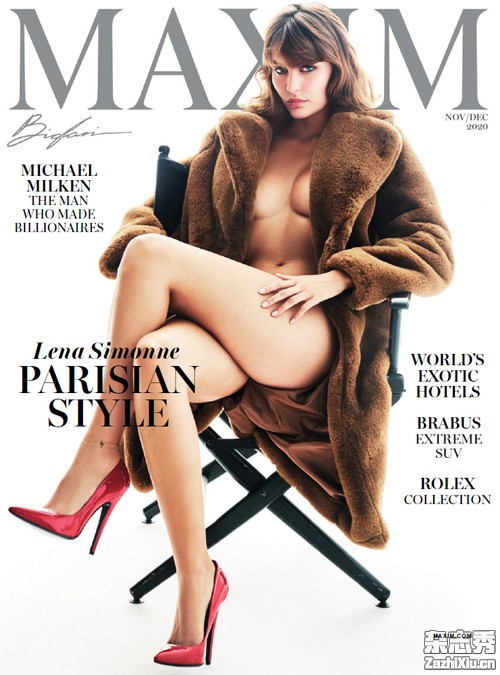 MAXIM
NOV/DEC
2020
Biglari
MICHAEL
MILKEN
THE MAN
WHO MADE
BILLIONAIRES
Lena Simonne
PARISIAN
STYLE
WORLD'S
EXOTIC
HOTELS
BRABUS
EXTREME
SUV
ROLEX
COLLECTION
MAXIM.COM
杂志秀
ZazhiXiu.cn